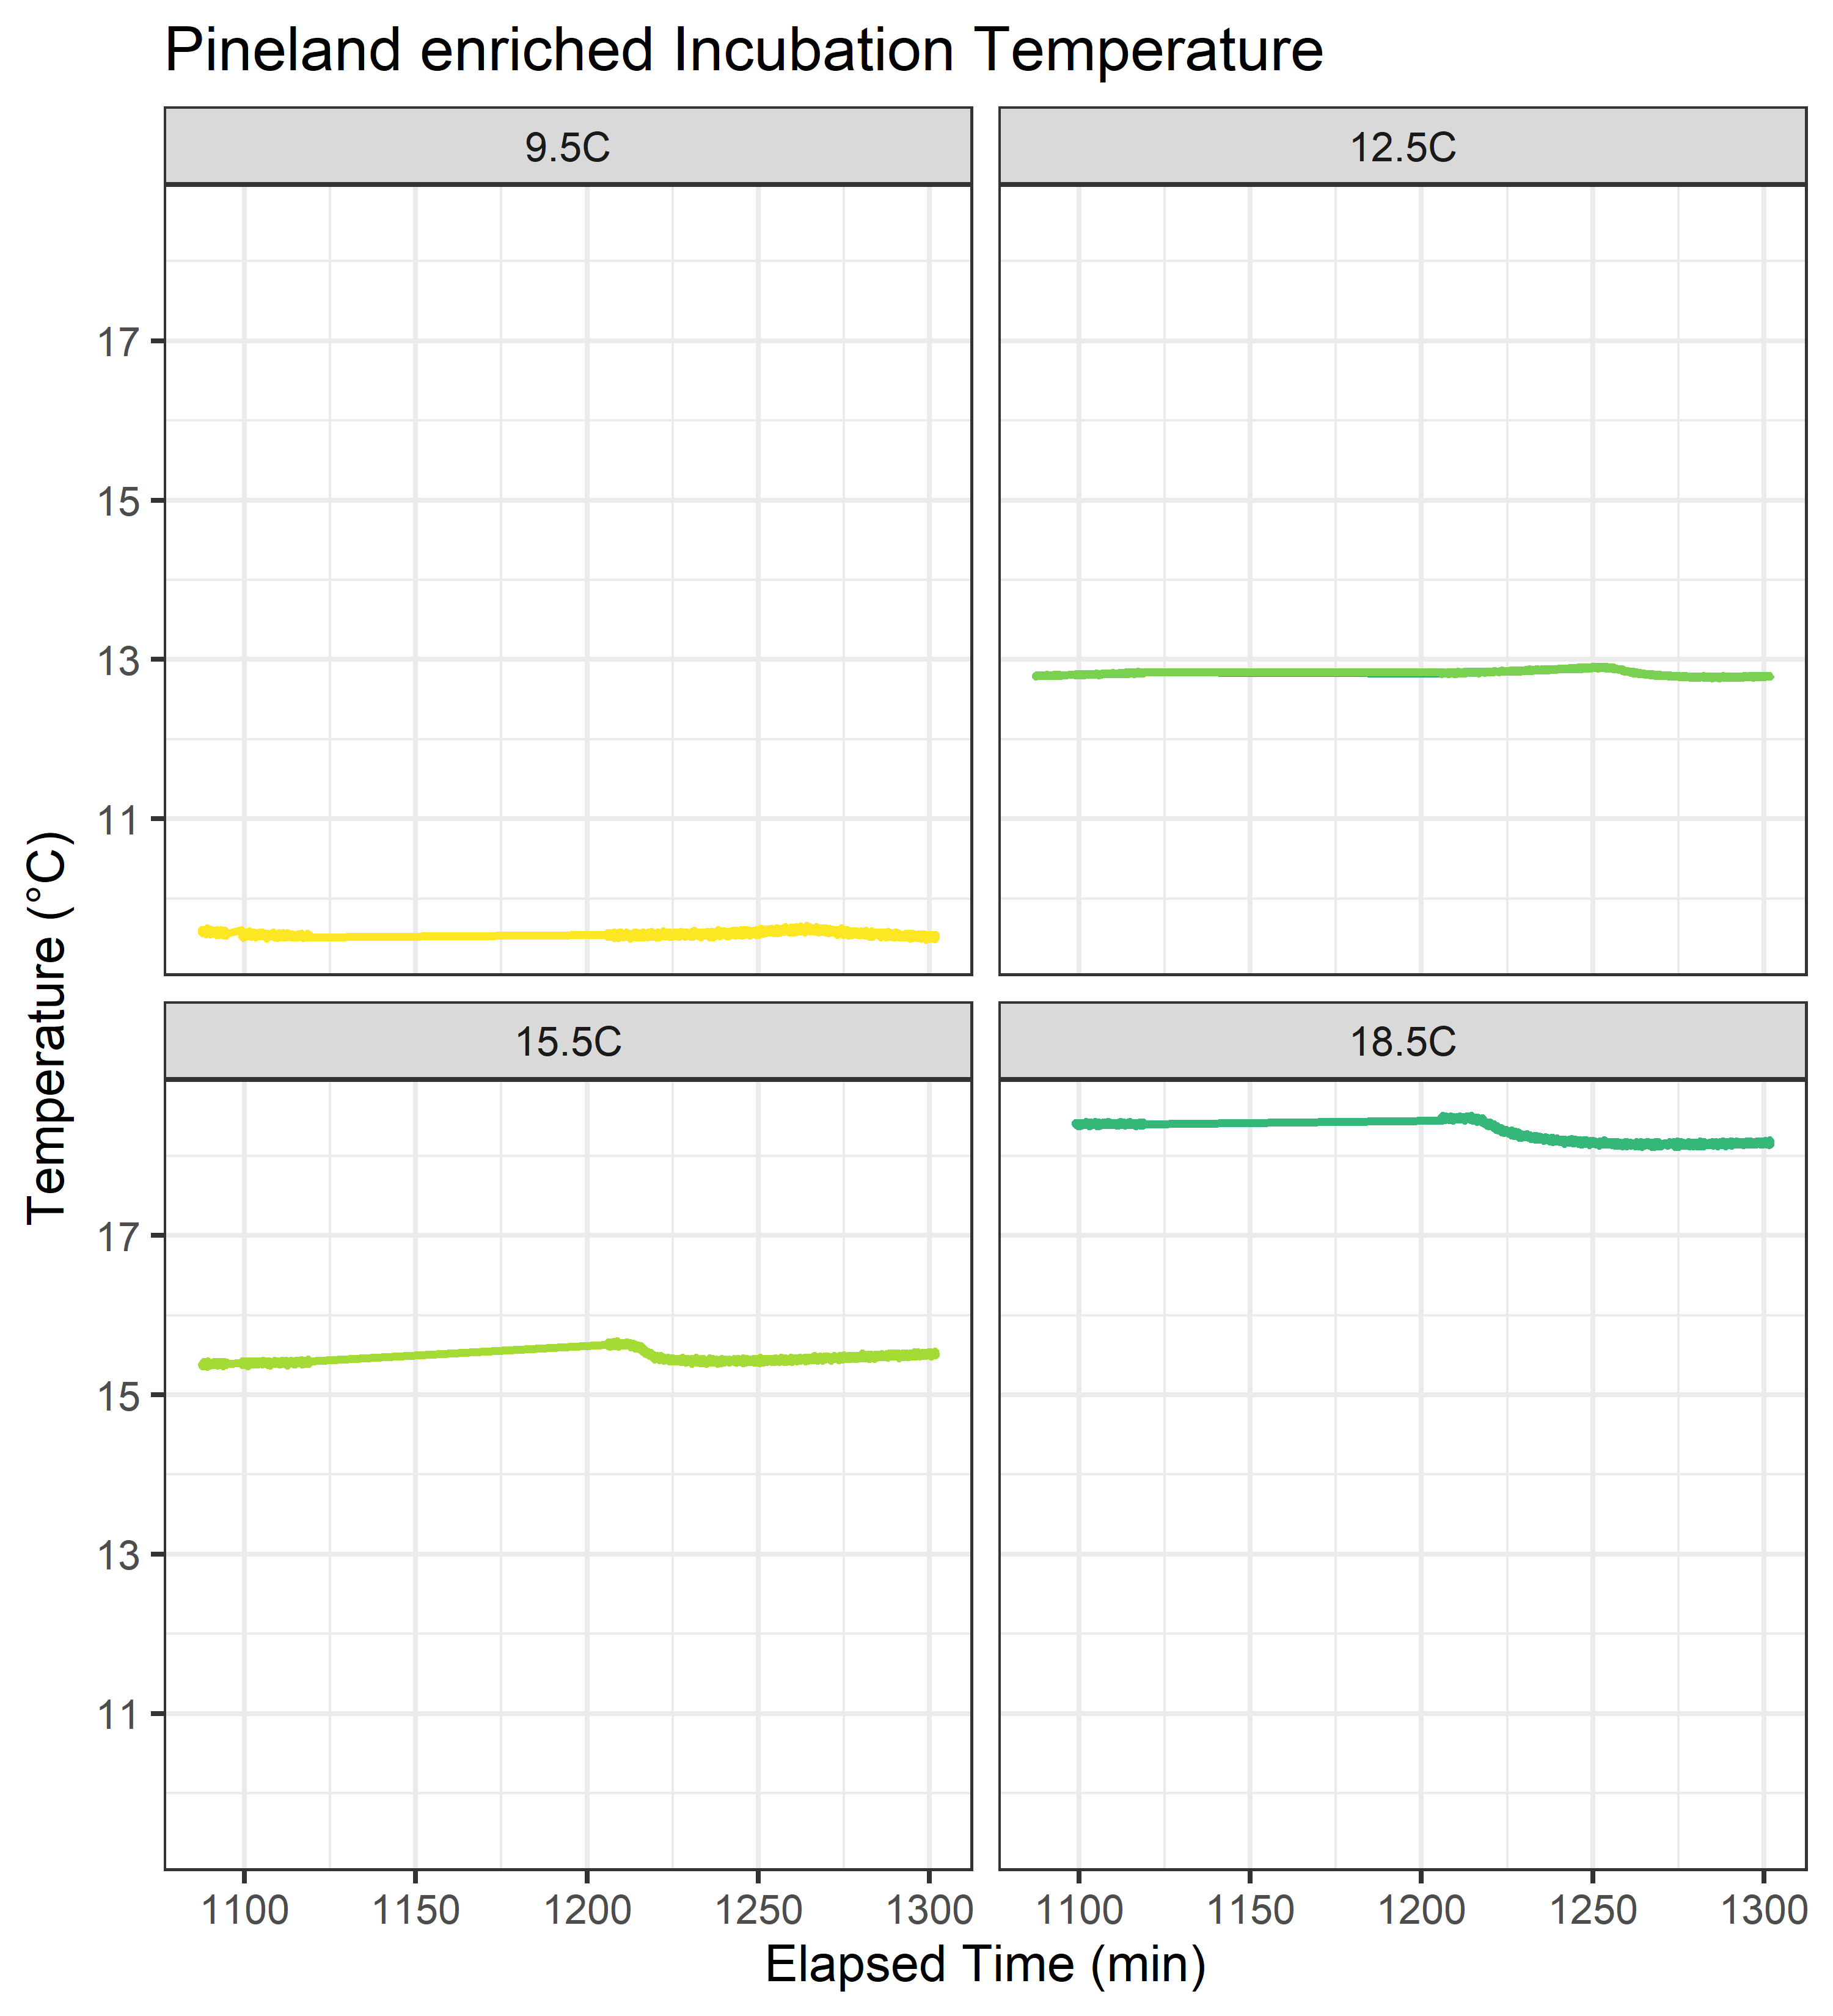 Pineland enriched Incubation Temperature
9.5C
12.5C
17
15
13
11
Temperature (°C)
15.5C
18.5C
17
15
13
11
1100 1150 1200 1250 1300 1100 1150 1200 1250 1300
Elapsed Time (min)